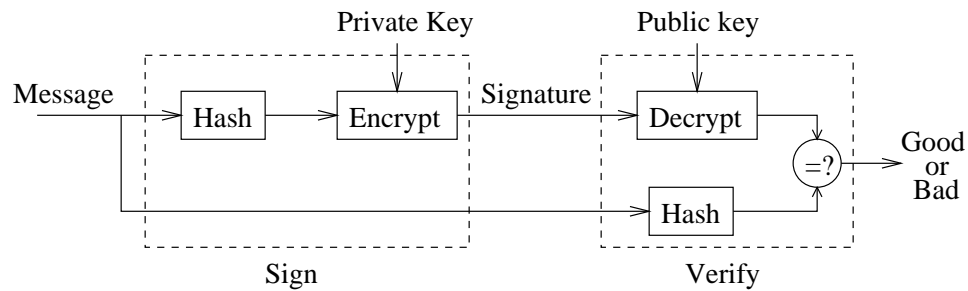 Private Key
Public key
Message
Hash
Encrypt
Signature
Decrypt
=?
Good
or
Bad
Hash
Sign
Verify